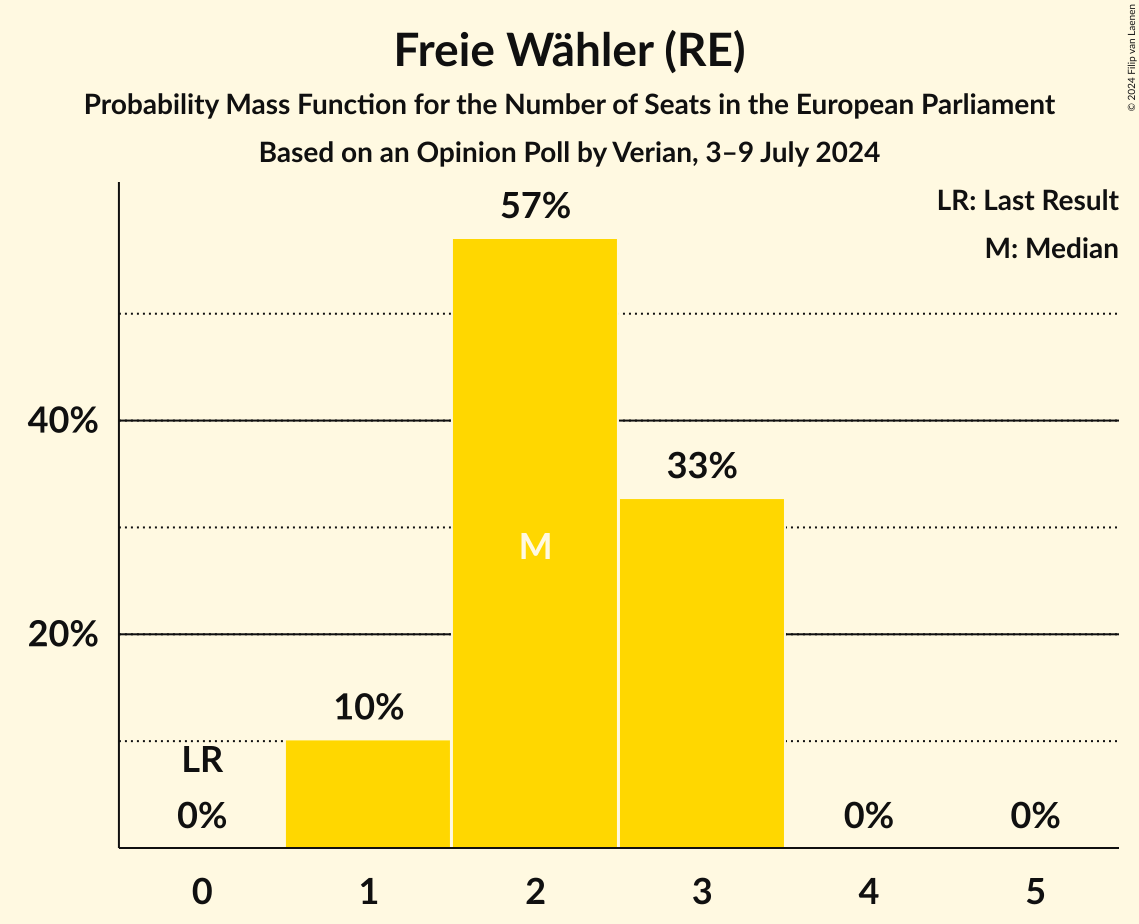 Freie Wähler (RE)
Probability Mass Function for the Number of Seats in the European Parliament
Based on an Opinion Poll by Verian, 3–9 July 2024
© 2024 Filip van Laenen
LR: Last Result
M: Median
57%
40%
33%
M
20%
10%
LR
0%
0%
0%
0
1
2
3
4
5